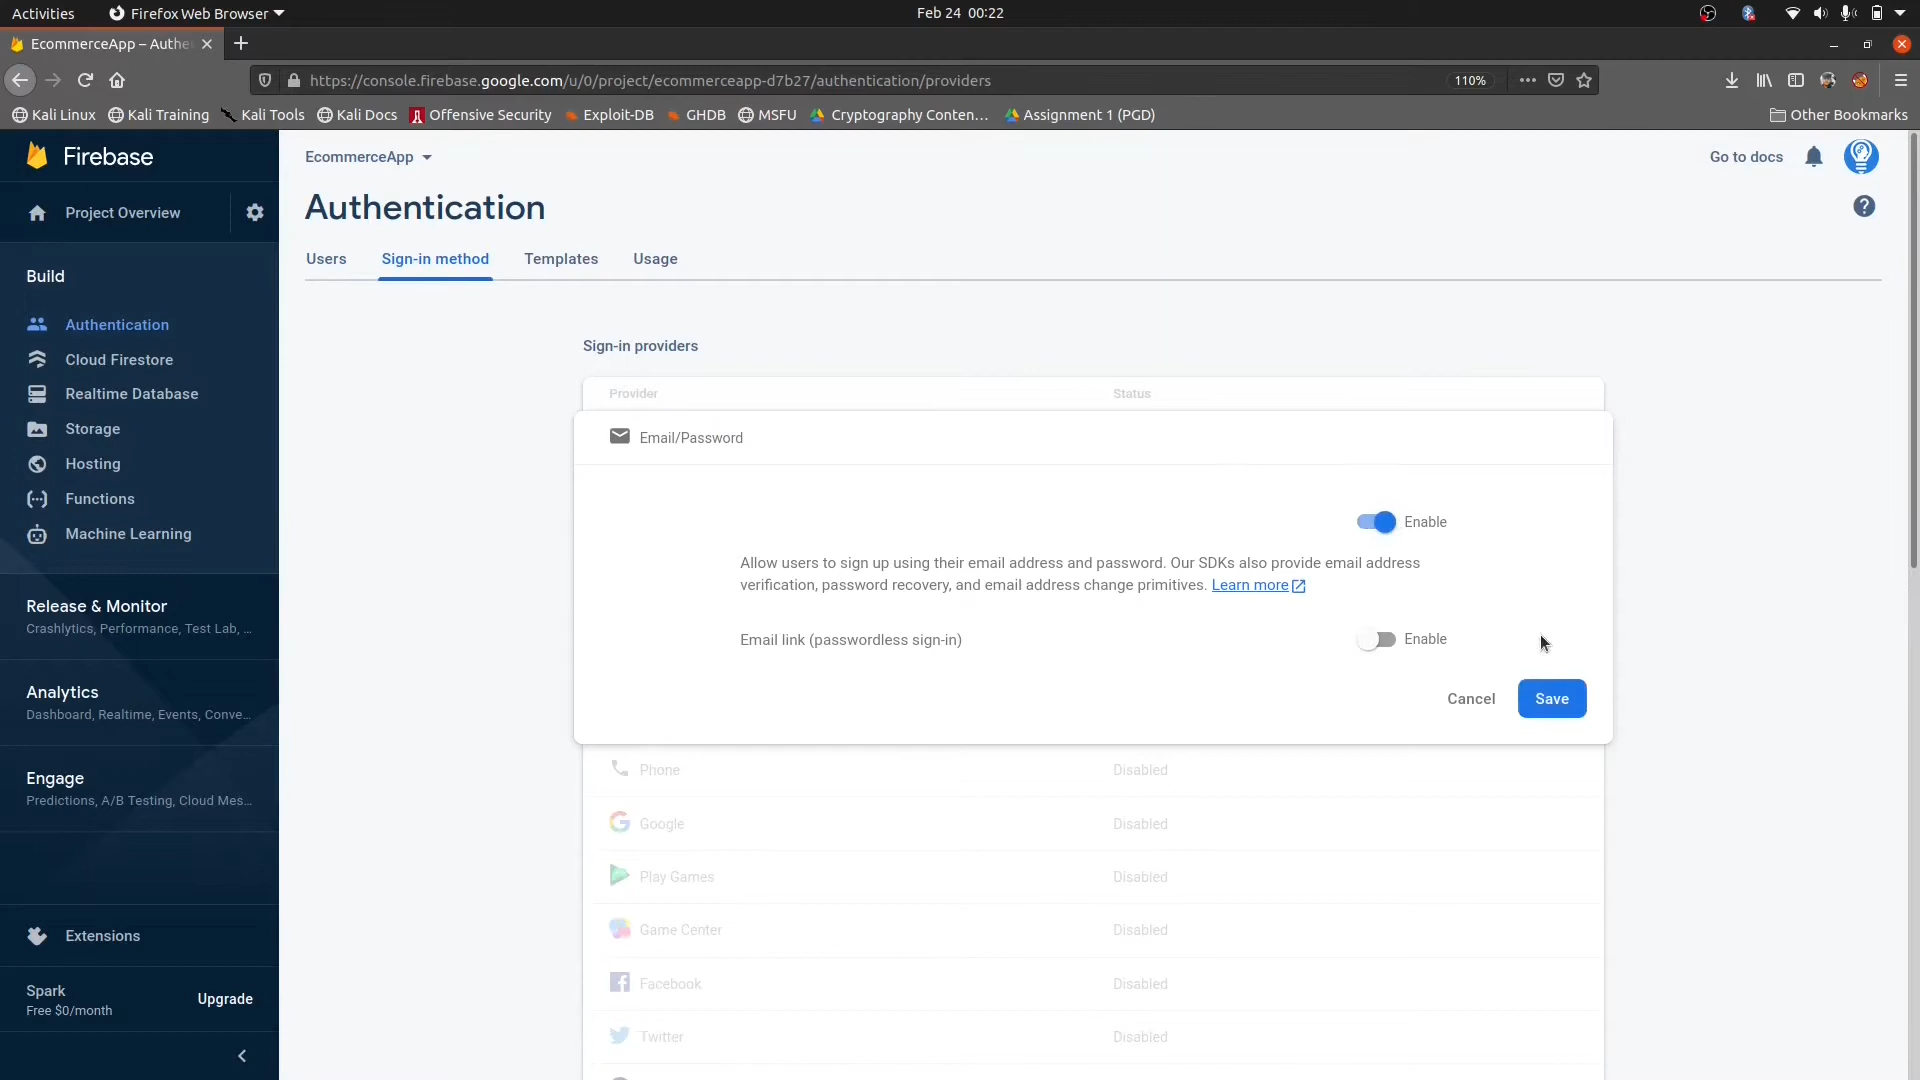 Activities
Firefox Web Browser
Feb 24 00:22
EcommerceApp – Authe
https://console.firebase.google.com/u/0/project/ecommerceapp-d7b27/authentication/providers
110%
Kali Linux
Kali Training
Kali Tools
Kali Docs
Offensive Security
Exploit-DB
GHDB
MSFU
Cryptography Conten...
Assignment 1 (PGD)
Other Bookmarks
Firebase
Project Overview
Build
Authentication
Cloud Firestore
Realtime Database
Storage
Hosting
Functions
Machine Learning
Release & Monitor
Crashlytics, Performance, Test Lab, ...
Analytics
Dashboard, Realtime, Events, Conve...
Engage
Predictions, A/B Testing, Cloud Mes...
Extensions
Spark
Free $0/month
Upgrade
EcommerceApp
Go to docs
Authentication
Users
Sign-in method
Templates
Usage
Sign-in providers
Provider
Status
Email/Password
Enable
Allow users to sign up using their email address and password. Our SDKs also provide email address
verification, password recovery, and email address change primitives. Learn more
Email link (passwordless sign-in)
Enable
Cancel
Save
Phone
Disabled
Google
Disabled
Play Games
Disabled
Game Center
Disabled
Facebook
Disabled
Twitter
Disabled